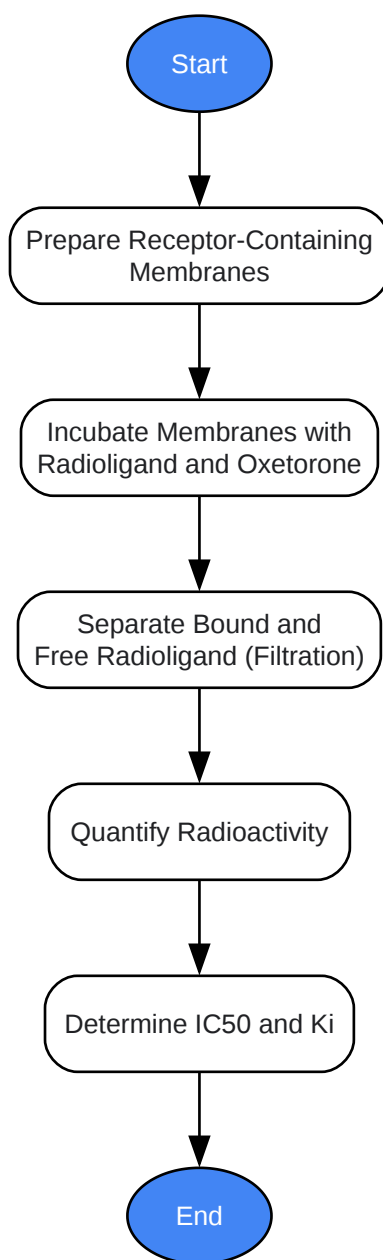 Start
Prepare Receptor-Containing
Membranes
Incubate Membranes with
Radioligand and Oxetorone
Separate Bound and
Free Radioligand (Filtration)
Quantify Radioactivity
Determine IC50 and Ki
End